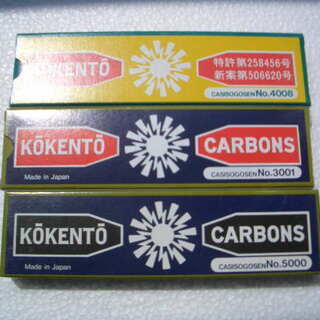 KŌKENTŌ
特許第258456号
新案第506620号
CASIBOGOSEN No.4008
KŌKENTŌ
CARBONS
Made in Japan
CASISOGOSEN No.3001
KŌKENTŌ
CARBONS
Made in Japan
CASISOGOSEN No.5000